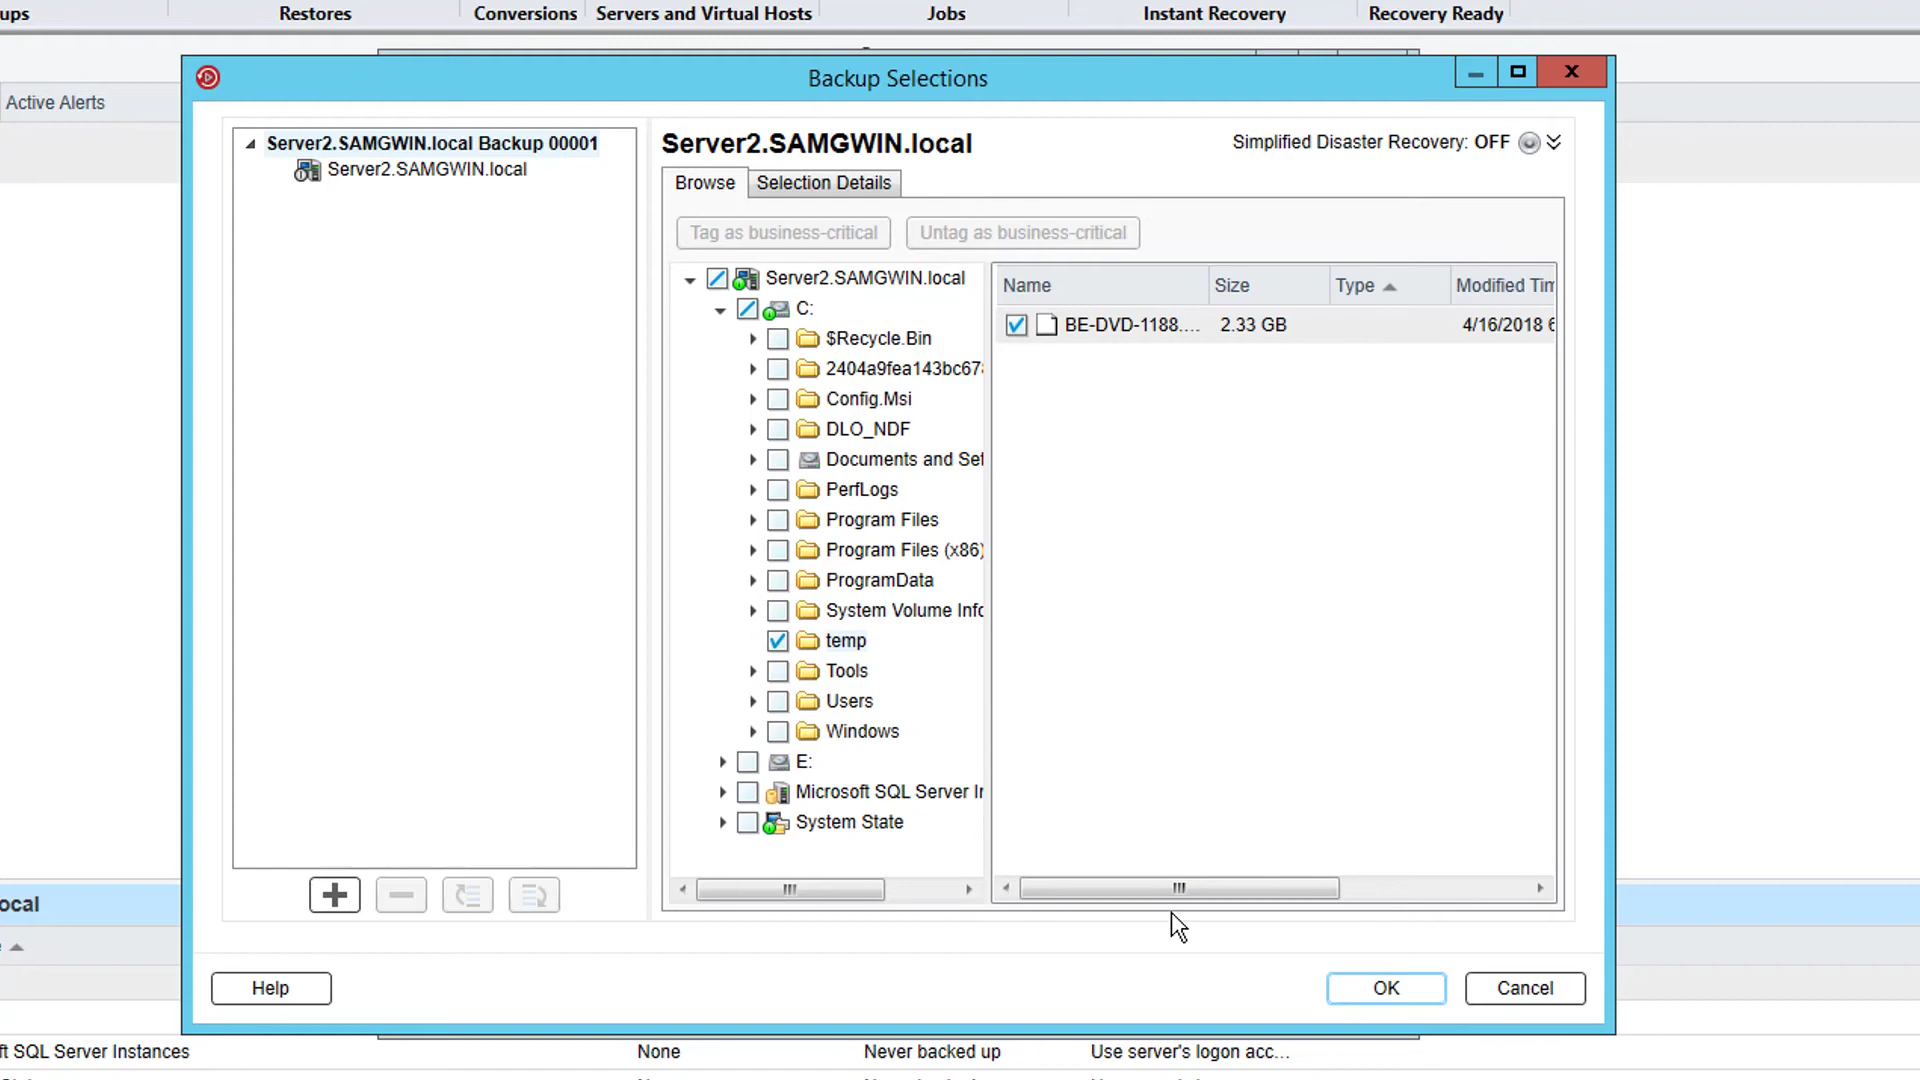 ups
Restores
Conversions
Servers and Virtual Hosts
Jobs
Instant Recovery
Recovery Ready
Backup Selections
Active Alerts
Server2.SAMGWIN.local Backup 00001
Server2.SAMGWIN.local
Server2.SAMGWIN.local
Simplified Disaster Recovery: OFF
Browse
Selection Details
Tag as business-critical
Untag as business-critical
Server2.SAMGWIN.local
C:
$Recycle.Bin
2404a9fea143bc67
Config.Msi
DLO_NDF
Documents and Set
PerfLogs
Program Files
Program Files (x86)
ProgramData
System Volume Info
temp
Tools
Users
Windows
E:
Microsoft SQL Server In
System State
Name
Size
Type
Modified Tim
BE-DVD-1188....
2.33 GB
4/16/2018 6
ocal
Help
OK
Cancel
ft SQL Server Instances
None
Never backed up
Use server's logon acc...